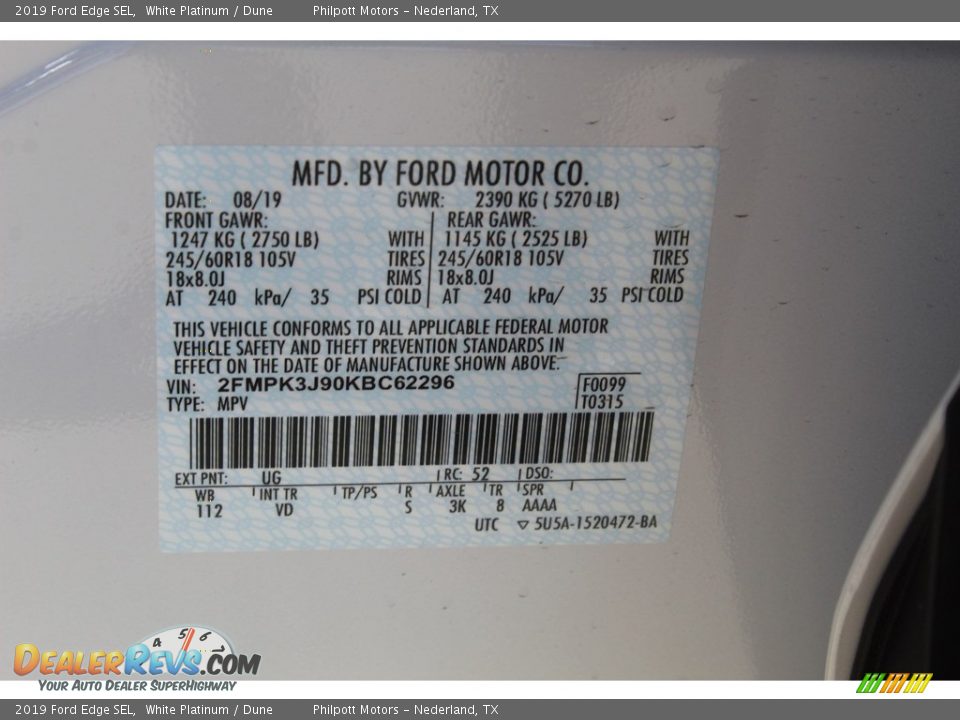 2019 Ford Edge SEL, White Platinum / Dune Philpott Motors - Nederland, TX
MFD. BY FORD MOTOR CO.
DATE: 08/19 GVWR: 2390 KG ( 5270 LB)
FRONT GAWR: REAR GAWR:
1247 KG ( 2750 LB) WITH 1145 KG ( 2525 LB) WITH
245/60R18 105V TIRES 245/60R18 105V TIRES
18x8.0J RIMS 18x8.0J RIMS
AT 240 kPa/ 35 PSI COLD AT 240 kPa/ 35 PSI COLD
THIS VEHICLE CONFORMS TO ALL APPLICABLE FEDERAL MOTOR
VEHICLE SAFETY AND THEFT PREVENTION STANDARDS IN
EFFECT ON THE DATE OF MANUFACTURE SHOWN ABOVE.
VIN: 2FMPK3J90KBC62296 F0099
TYPE: MPV T0315
EXT PNT: UG RC: 52 DSO:
WB INT TR TP/PS R AXLE TR SPR
112 VD S 3K 8 AAAA
UTC ▽ 5U5A-1520472-BA
4 5 6
DEALERREVS.COM
YOUR AUTO DEALER SUPERHIGHWAY
2019 Ford Edge SEL, White Platinum / Dune Philpott Motors - Nederland, TX